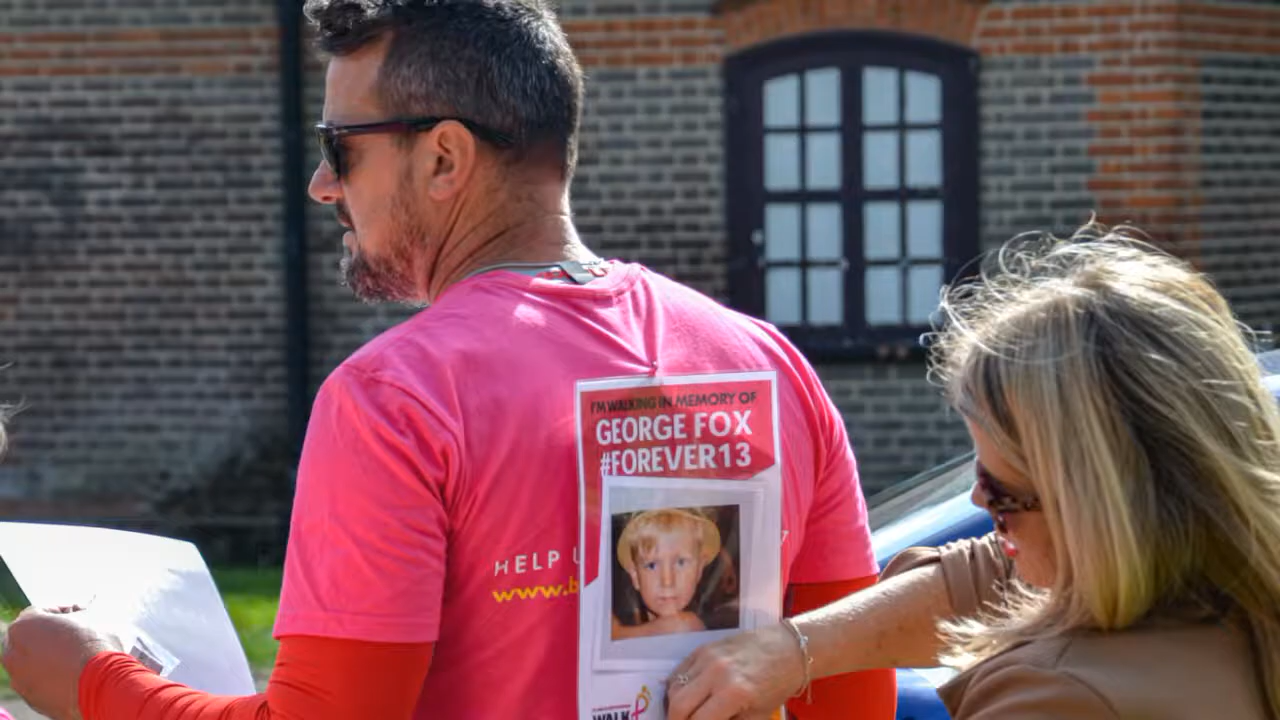 I'M WALKING IN MEMORY OF
GEORGE FOX
#FOREVER13
HELP U
www.b
WALK